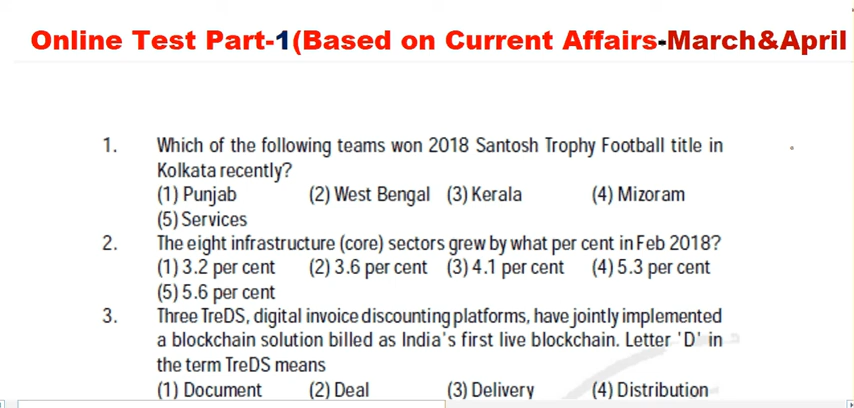 Online Test Part-1(Based on Current Affairs-March&April
1. Which of the following teams won 2018 Santosh Trophy Football title in
Kolkata recently?
(1) Punjab (2) West Bengal (3) Kerala (4) Mizoram
(5) Services
2. The eight infrastructure (core) sectors grew by what per cent in Feb 2018?
(1) 3.2 per cent (2) 3.6 per cent (3) 4.1 per cent (4) 5.3 per cent
(5) 5.6 per cent
3. Three TreDS, digital invoice discounting platforms, have jointly implemented
a blockchain solution billed as India's first live blockchain. Letter 'D' in
the term TreDS means
(1) Document (2) Deal (3) Delivery (4) Distribution